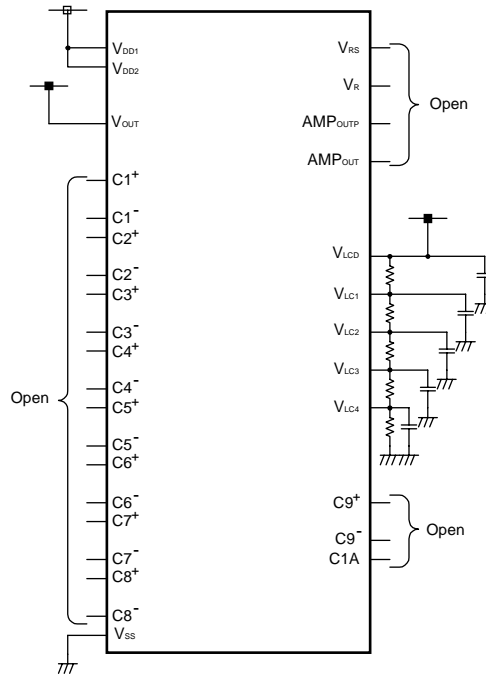 VDD1
VDD2
VOUT
C1+
C1-
C2+
C2-
C3+
C3-
C4+
C4-
C5+
C5-
C6+
C6-
C7+
C7-
C8+
C8-
VSS
Open
VRS
VR
AMPOUTP
AMPOUT
Open
VLCD
VLC1
VLC2
VLC3
VLC4
C9+
C9-
C1A
Open